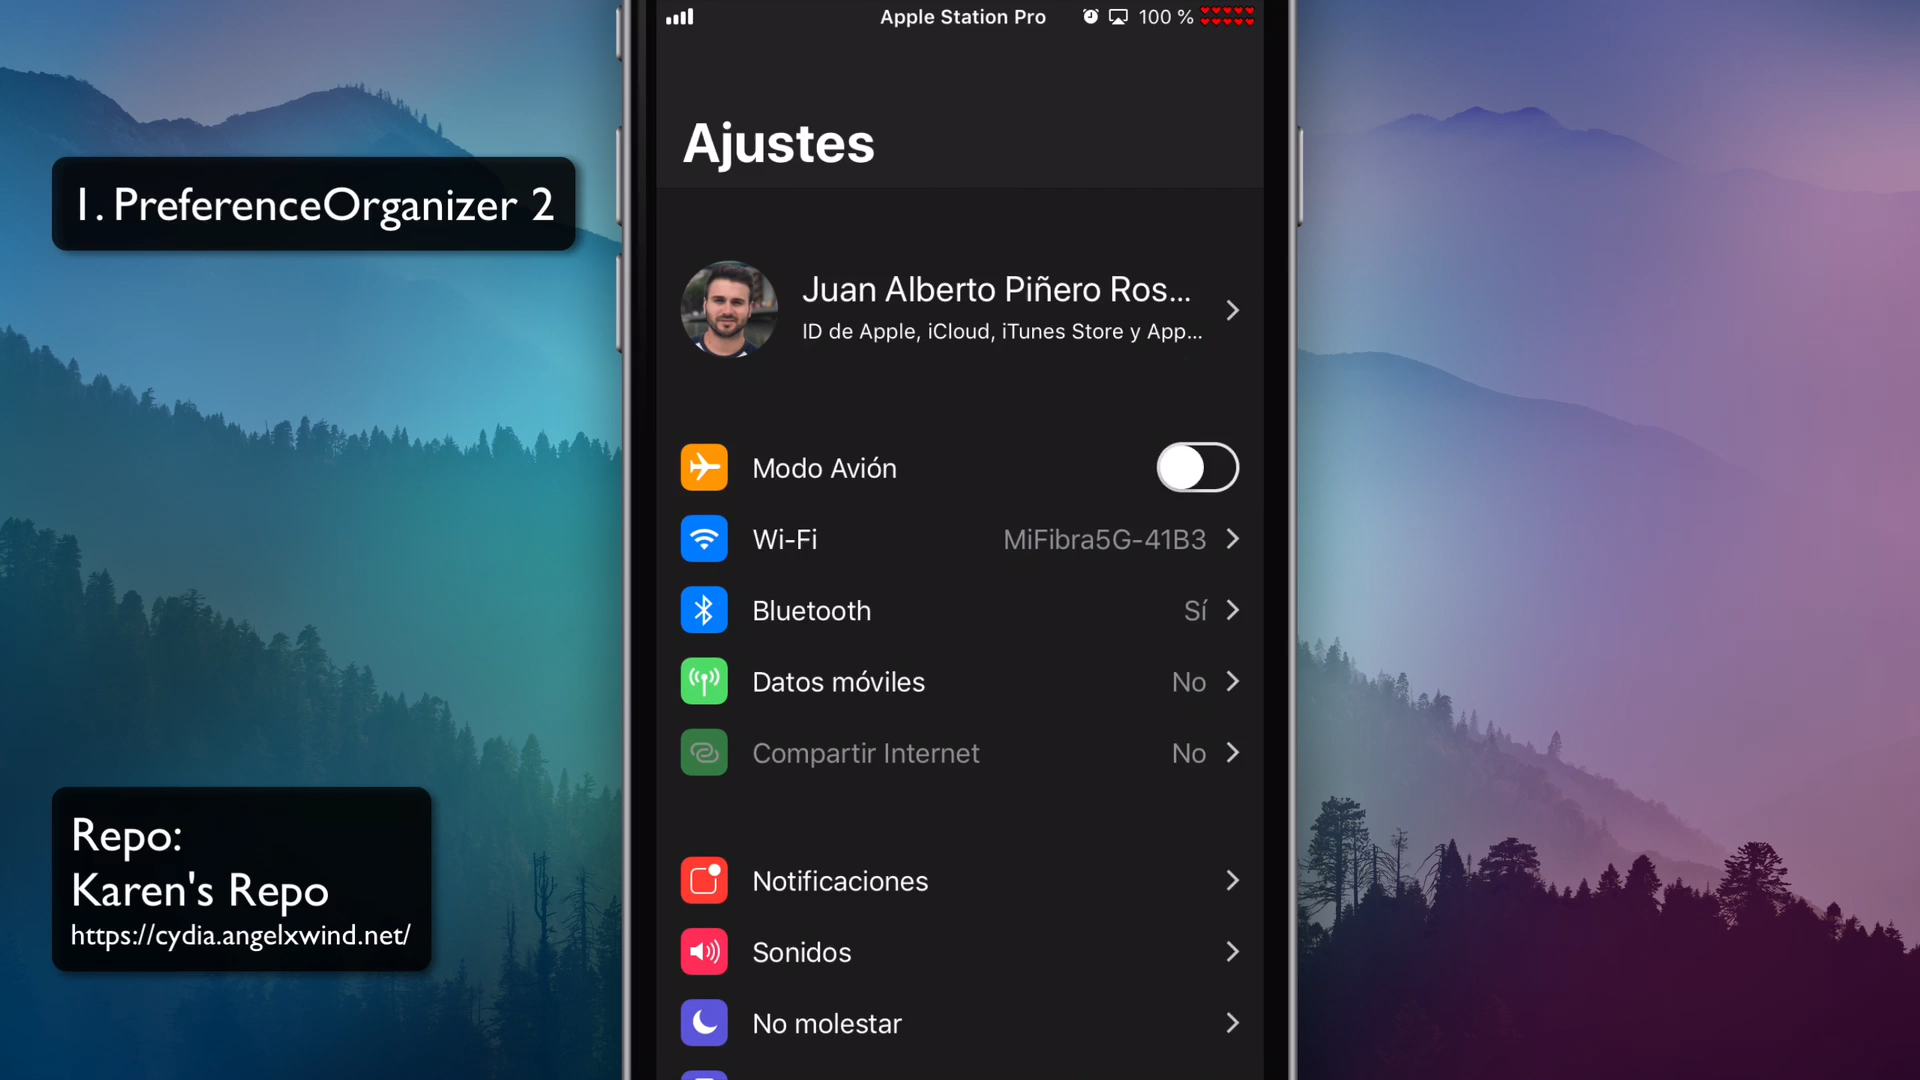 Apple Station Pro 100 %
Ajustes
1. PreferenceOrganizer 2
Juan Alberto Piñero Ros...
ID de Apple, iCloud, iTunes Store y App...
Modo Avión
Wi-Fi MiFibra5G-41B3
Bluetooth Sí
Datos móviles No
Compartir Internet No
Notificaciones
Sonidos
No molestar
Repo:
Karen's Repo
https://cydia.angelxwind.net/